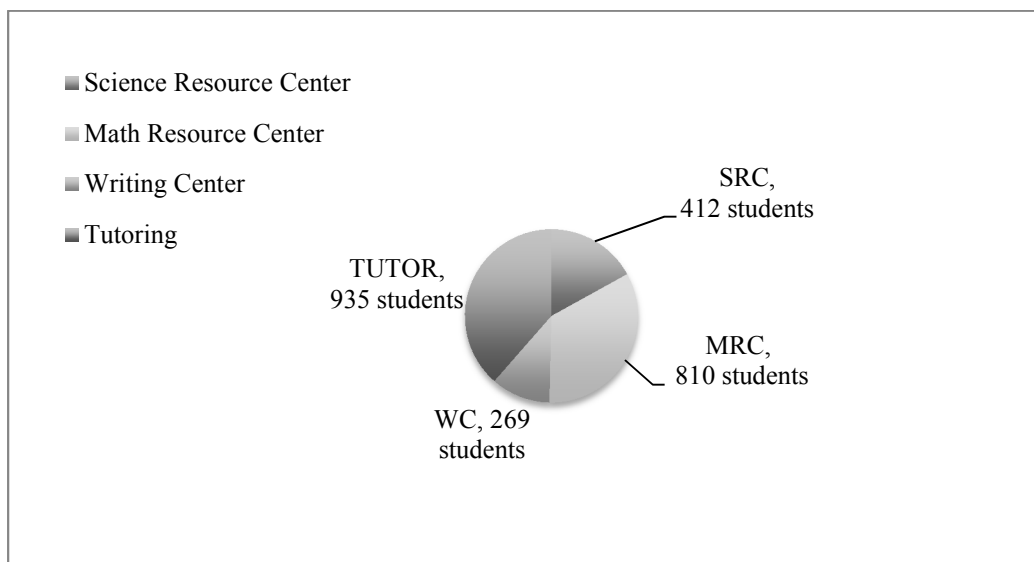 Science Resource Center
Math Resource Center
Writing Center
Tutoring
SRC,
412 students
TUTOR,
935 students
MRC,
810 students
WC, 269
students